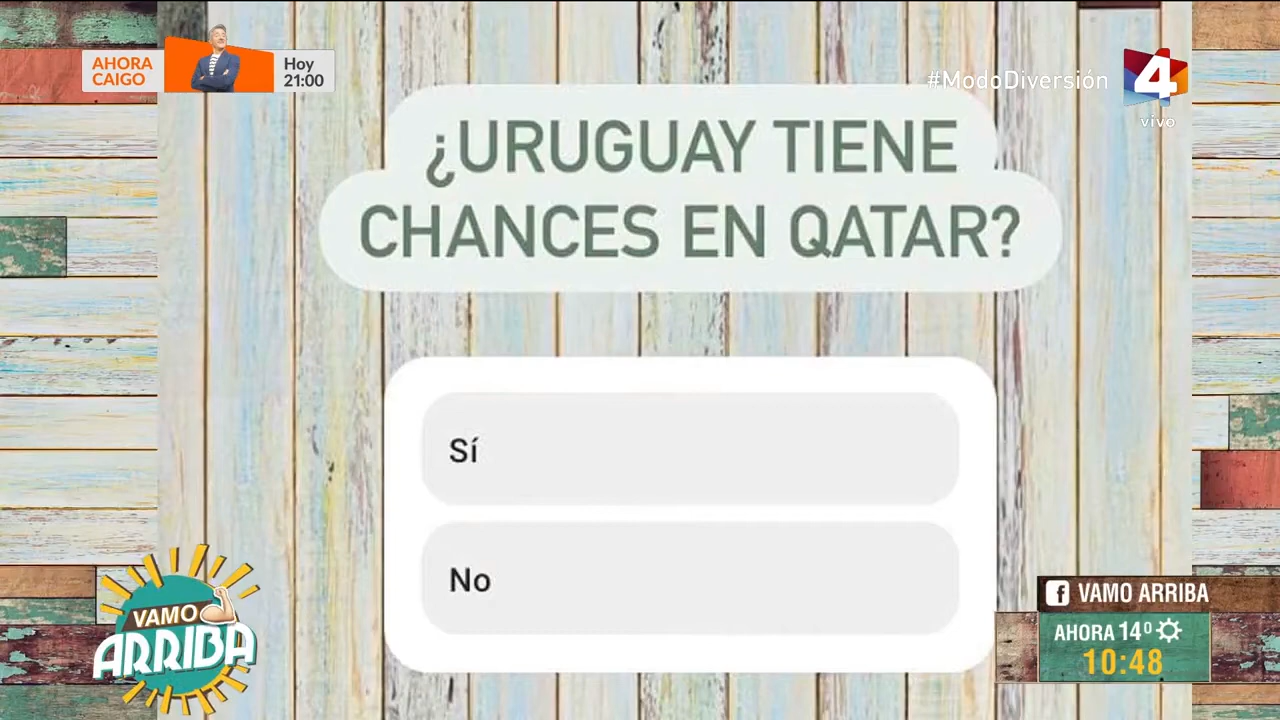 AHORA
CAIGO
Hoy
21:00
#ModoDiversión
4
vivo
¿URUGUAY TIENE
CHANCES EN QATAR?
Sí
No
VAMO
ARRIBA
VAMO ARRIBA
AHORA 14º
10:48